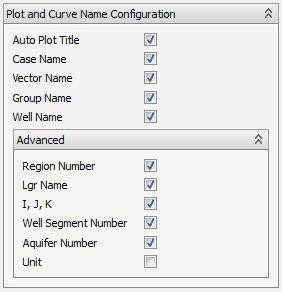 Plot and Curve Name Configuration
Auto Plot Title
Case Name
Vector Name
Group Name
Well Name
Advanced
Region Number
Lgr Name
I, J, K
Well Segment Number
Aquifer Number
Unit